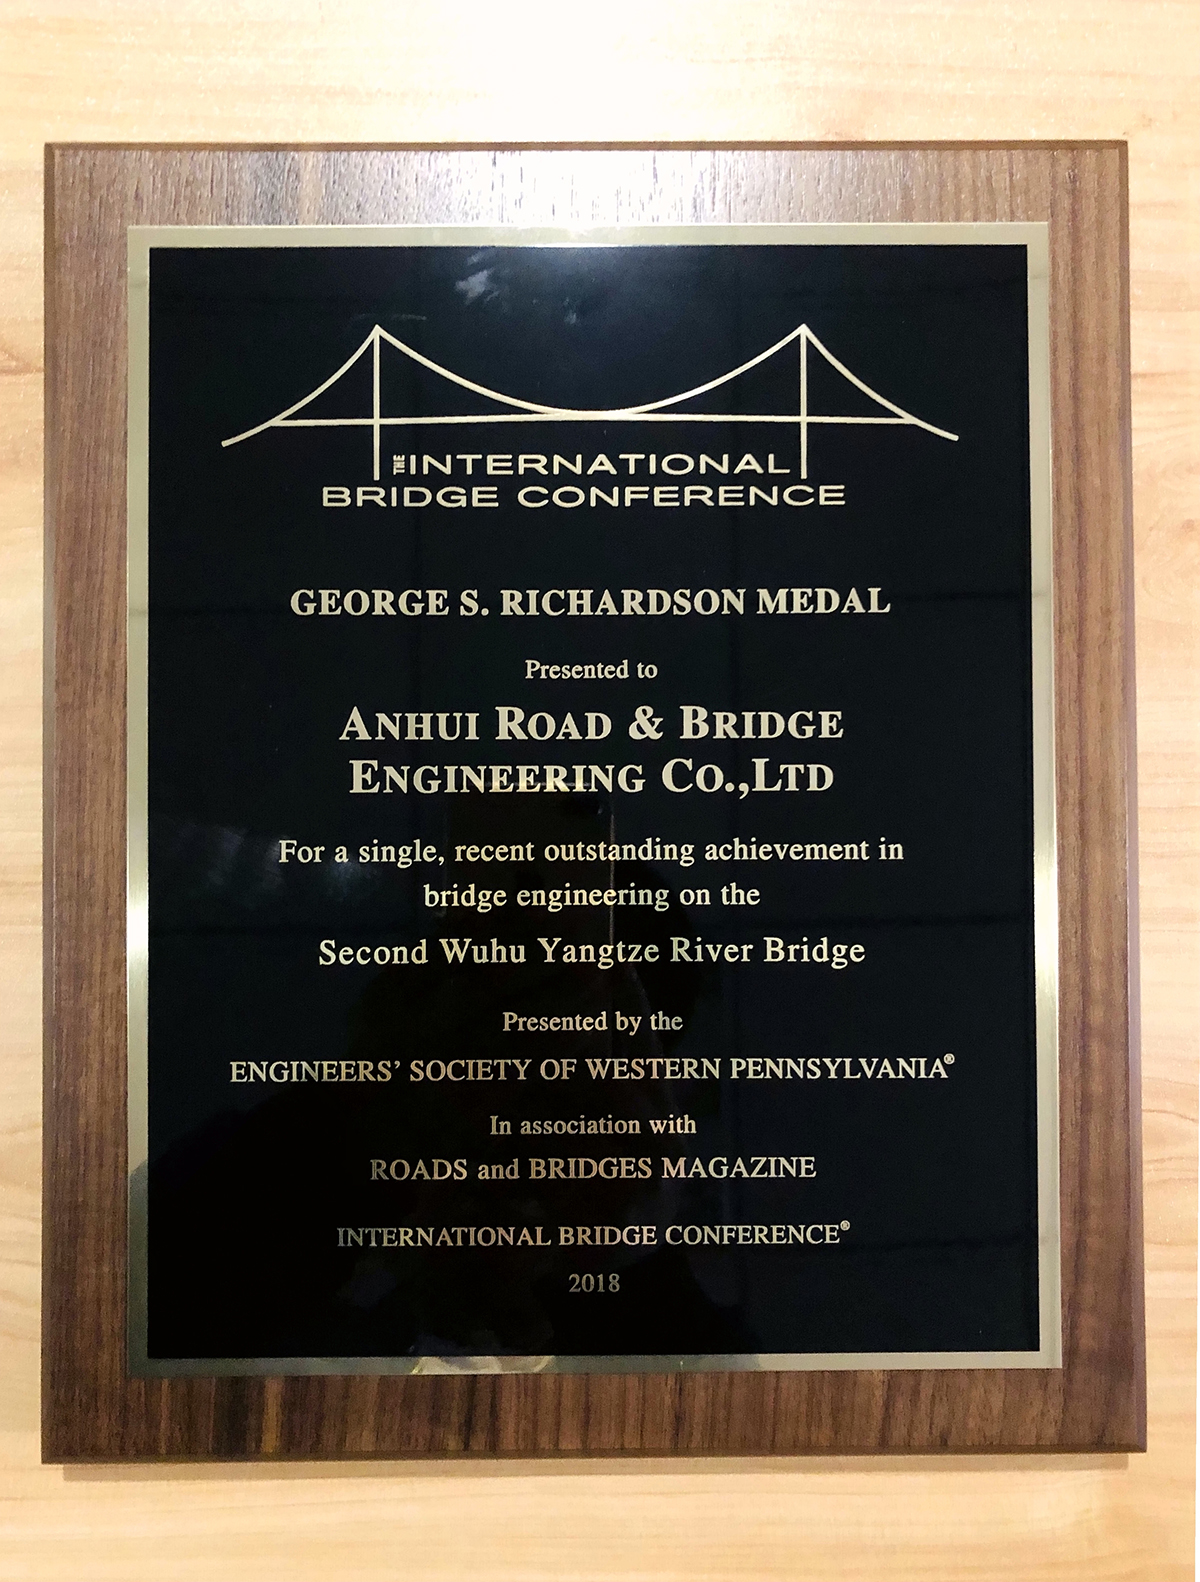 THE INTERNATIONAL
BRIDGE CONFERENCE
GEORGE S. RICHARDSON MEDAL
Presented to
ANHUI ROAD & BRIDGE
ENGINEERING CO.,LTD
For a single, recent outstanding achievement in
bridge engineering on the
Second Wuhu Yangtze River Bridge
Presented by the
ENGINEERS' SOCIETY OF WESTERN PENNSYLVANIA®
In association with
ROADS and BRIDGES MAGAZINE
INTERNATIONAL BRIDGE CONFERENCE®
2018